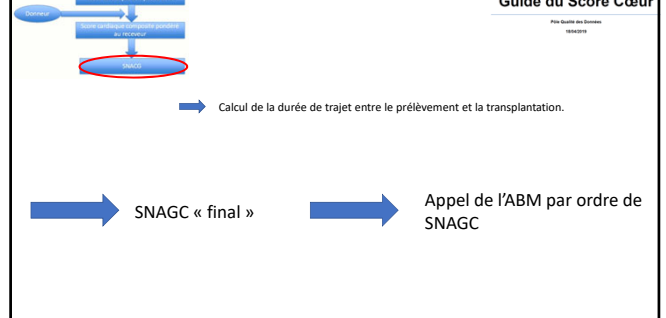 Guide du Score Cœur
Pôle Qualité des Données
18/04/2019
Donneur
Score cardiaque composite pondéré
au receveur
SNACG
Calcul de la durée de trajet entre le prélèvement et la transplantation.
SNAGC « final »
Appel de l'ABM par ordre de
SNAGC